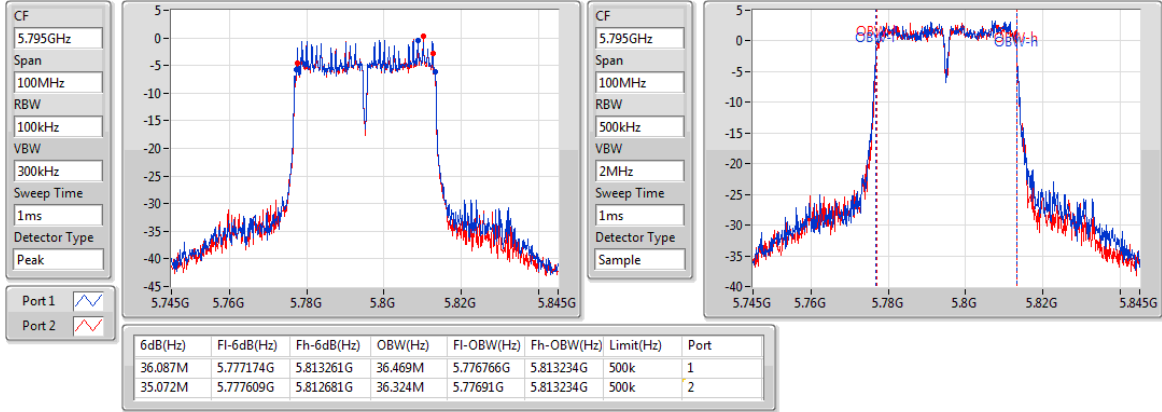 CF
5.795GHz
Span
100MHz
RBW
100kHz
VBW
300kHz
Sweep Time
1ms
Detector Type
Peak
Port 1
Port 2
5
0
-5
-10
-15
-20
-25
-30
-35
-40
-45
5.745G 5.76G 5.78G 5.8G 5.82G 5.845G
CF
5.795GHz
Span
100MHz
RBW
500kHz
VBW
2MHz
Sweep Time
1ms
Detector Type
Sample
5
0
-5
-10
-15
-20
-25
-30
-35
-40
5.745G 5.76G 5.78G 5.8G 5.82G 5.845G
OBW-h
6dB(Hz) Fl-6dB(Hz) Fh-6dB(Hz) OBW(Hz) Fl-OBW(Hz) Fh-OBW(Hz) Limit(Hz) Port
36.087M 5.777174G 5.813261G 36.469M 5.776766G 5.813234G 500k 1
35.072M 5.777609G 5.812681G 36.324M 5.77691G 5.813234G 500k 2